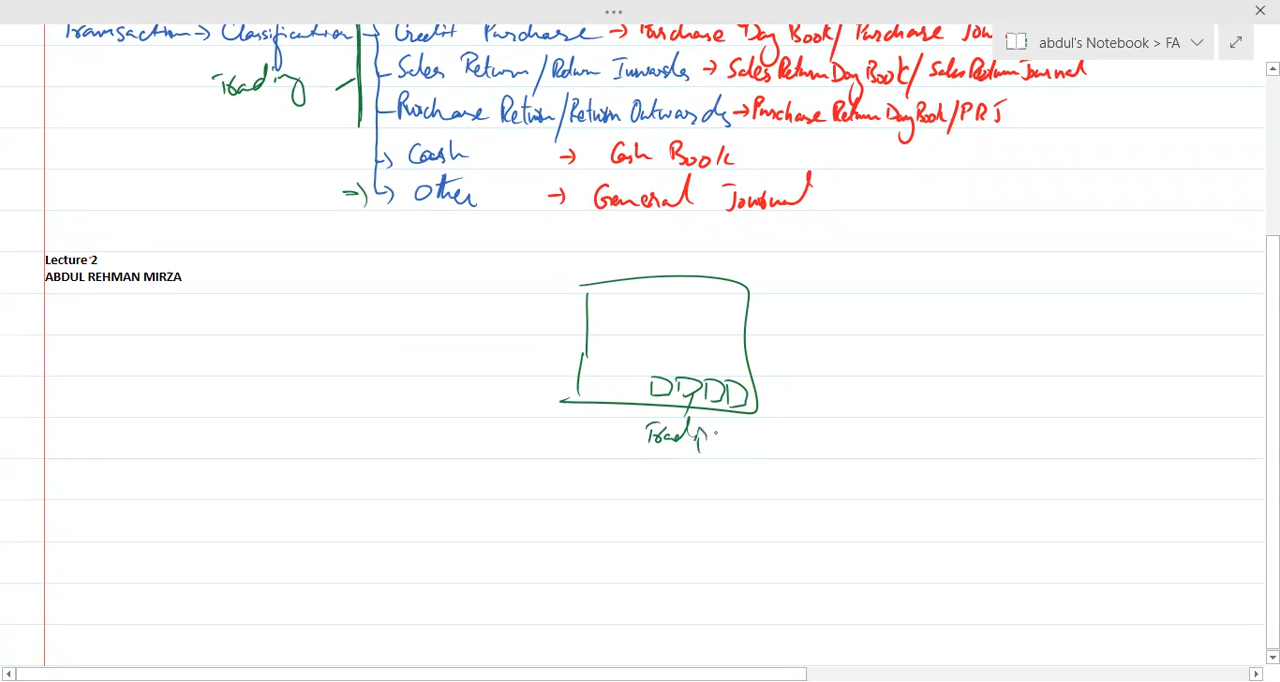 Transaction → Classification → Credit Purchase → Purchase Day Book/ Purchase Jou
abdul's Notebook > FA
Trading
Sales Return/Return Inwards → Sales Return Day Book/ Sales Return Journal
Purchase Return/Return Outwards → Purchase Return Day Book/PRJ
→ Cash → Cash Book
⇒ → Other → General Journal
Lecture 2
ABDUL REHMAN MIRZA
DDDD